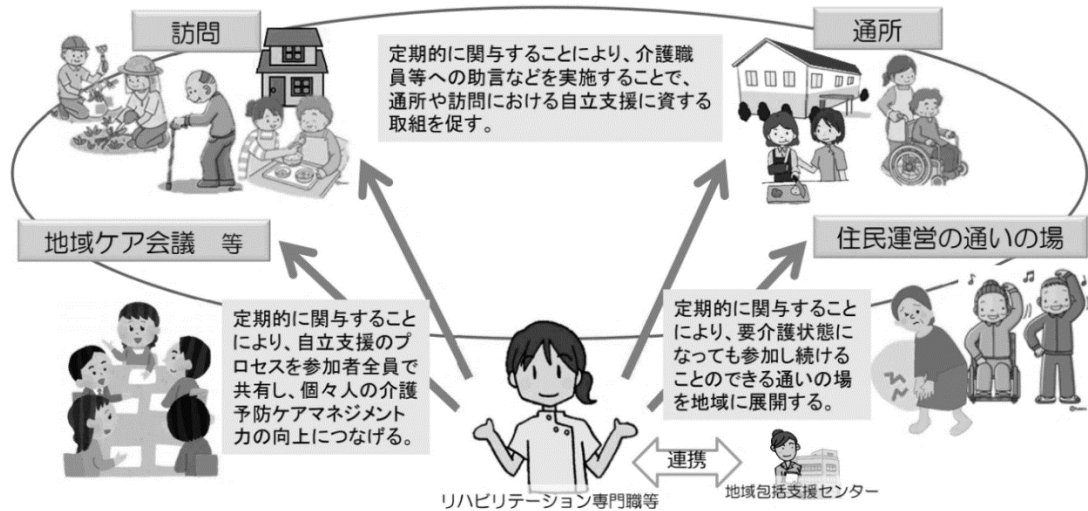 訪問
定期的に関与することにより、介護職
員等への助言などを実施することで、
通所や訪問における自立支援に資する
取組を促す。
通所
地域ケア会議　等
住民運営の通いの場
定期的に関与すること
により、自立支援のプ
ロセスを参加者全員で
共有し、個々人の介護
予防ケアマネジメント
力の向上につなげる。
定期的に関与すること
により、要介護状態に
なっても参加し続ける
ことのできる通いの場
を地域に展開する。
連携
リハビリテーション専門職等
地域包括支援センター